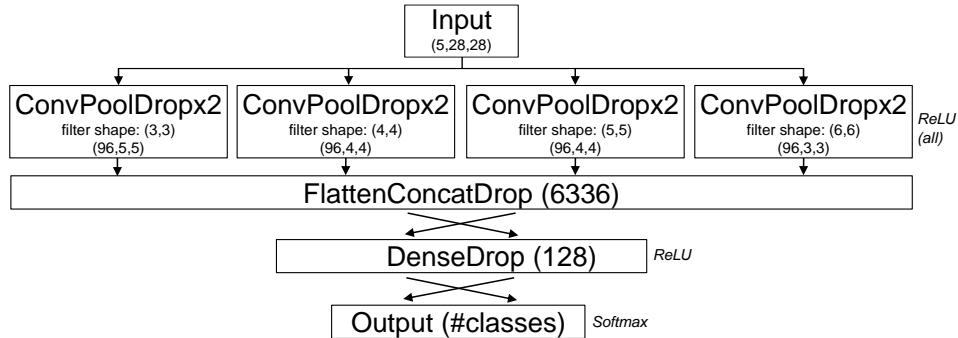 Input
(5,28,28)
ConvPoolDropx2
filter shape: (3,3)
(96,5,5)
ConvPoolDropx2
filter shape: (4,4)
(96,4,4)
ConvPoolDropx2
filter shape: (5,5)
(96,4,4)
ConvPoolDropx2
filter shape: (6,6)
(96,3,3)
ReLU
(all)
FlattenConcatDrop (6336)
DenseDrop (128)
ReLU
Output (#classes)
Softmax